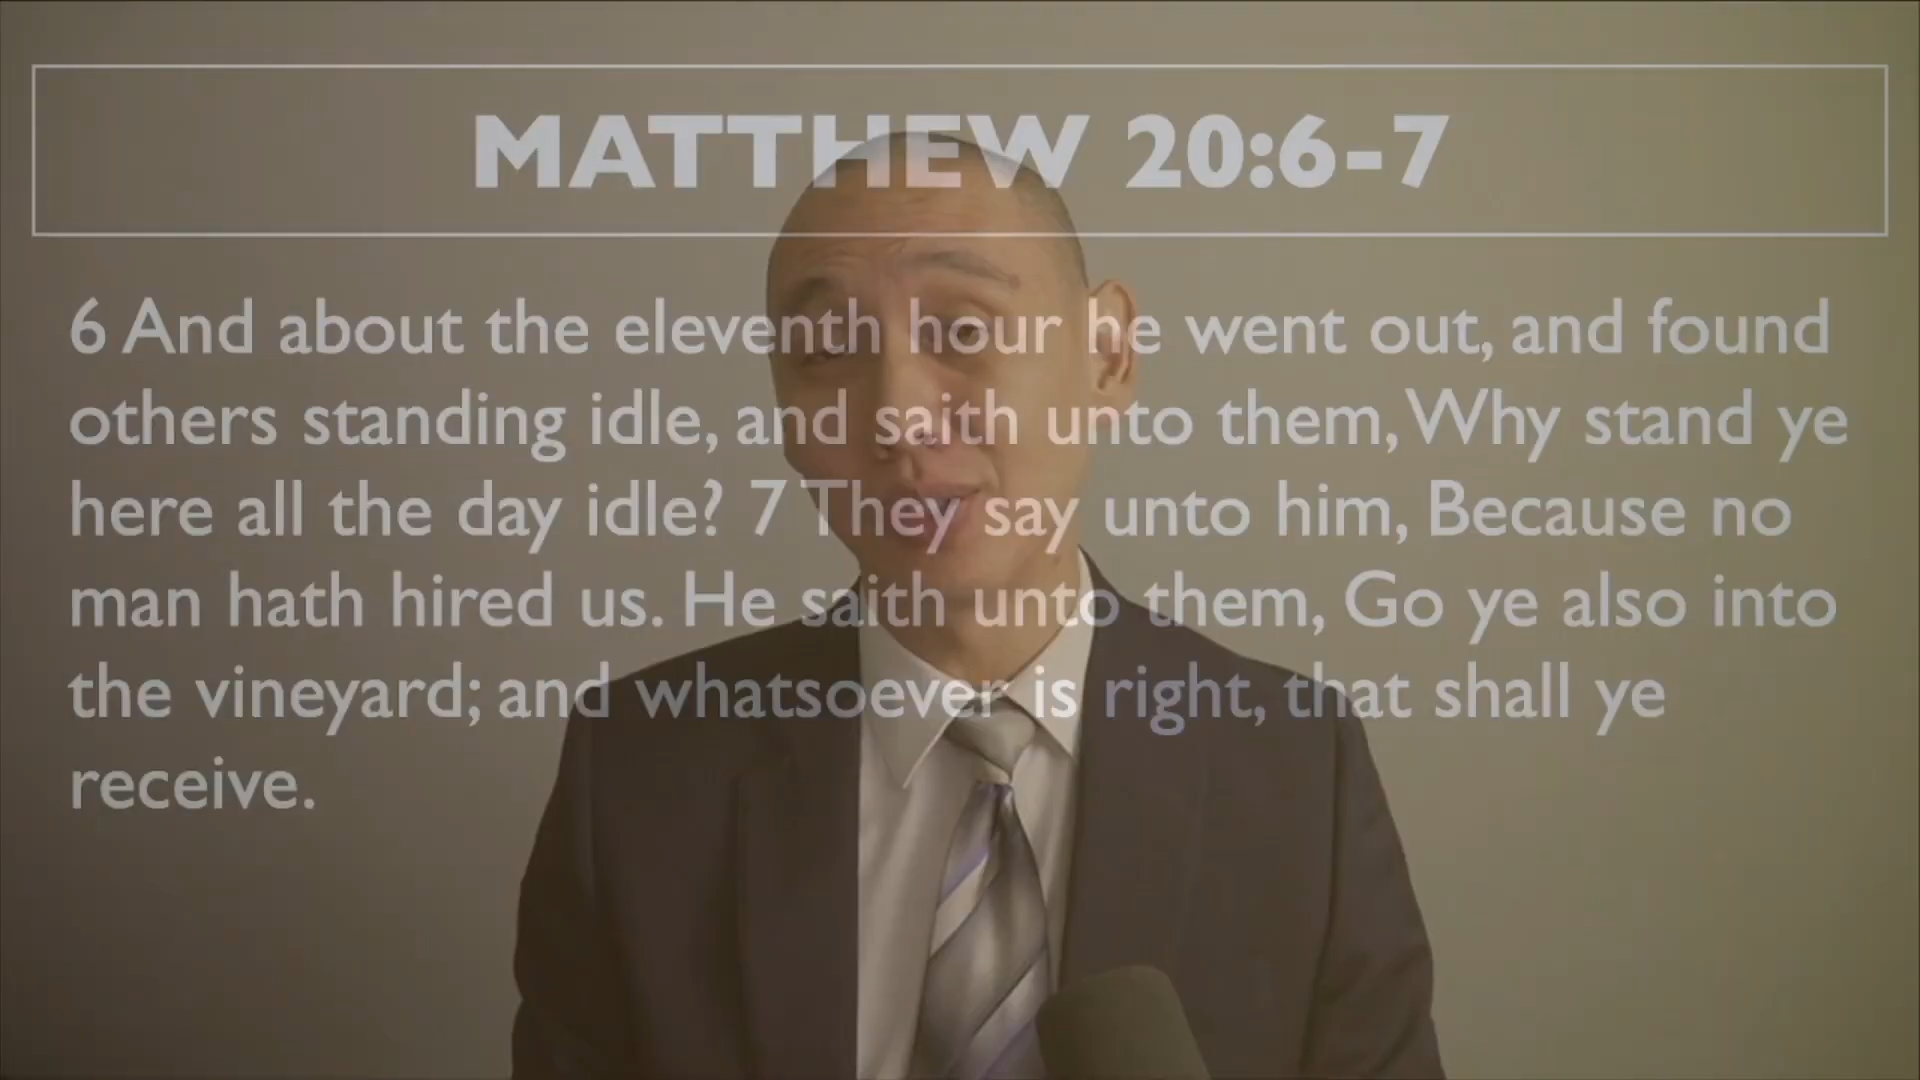 MATTHEW 20:6-7
6 And about the eleventh hour he went out, and found
others standing idle, and saith unto them, Why stand ye
here all the day idle? 7 They say unto him, Because no
man hath hired us. He saith unto them, Go ye also into
the vineyard; and whatsoever is right, that shall ye
receive.